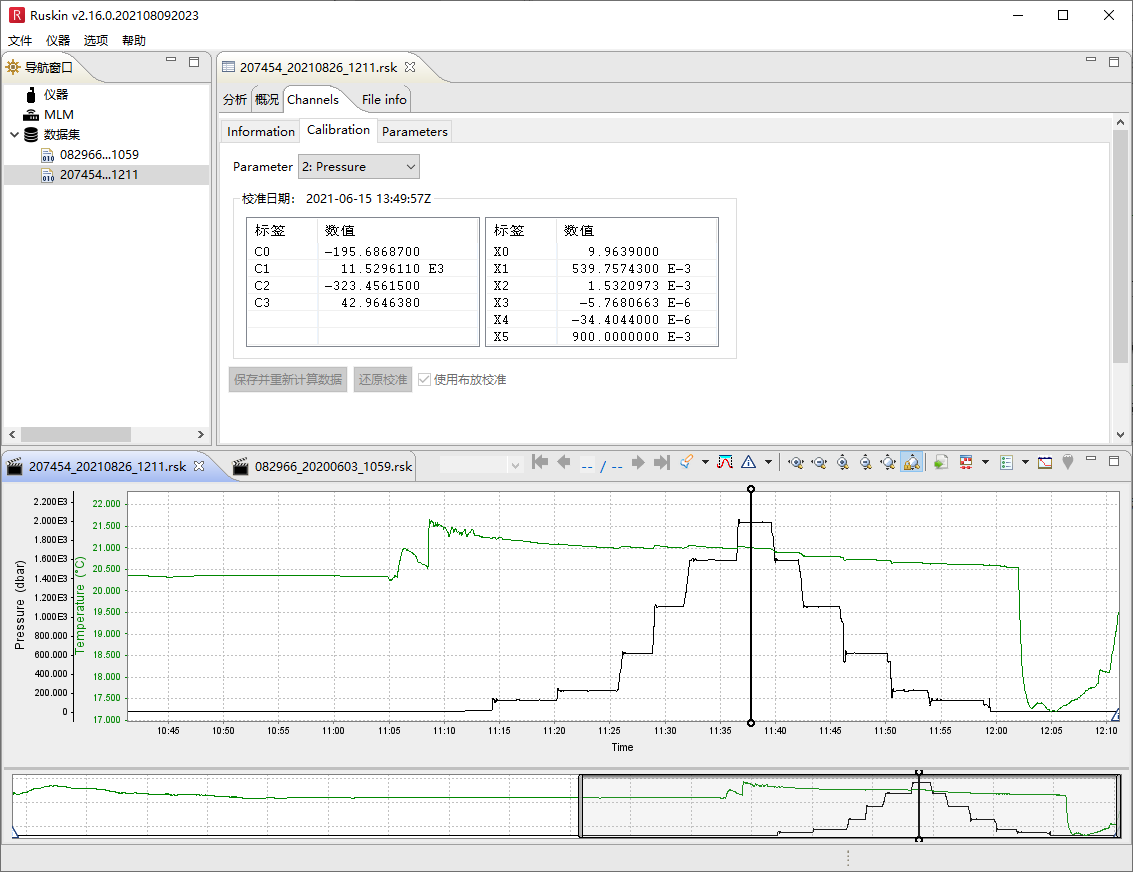 Ruskin v2.16.0.202108092023
文件 仪器 选项 帮助
导航窗口
仪器
MLM
数据集
082966...1059
207454...1211
207454_20210826_1211.rsk
分析 概况 Channels File info
Information Calibration Parameters
Parameter 2: Pressure
校准日期: 2021-06-15 13:49:57Z
标签 数值
C0 -195.6868700
C1 11.5296110 E3
C2 -323.4561500
C3 42.9646380
标签 数值
X0 9.9639000
X1 539.7574300 E-3
X2 1.5320973 E-3
X3 -5.7680663 E-6
X4 -34.4044000 E-6
X5 900.0000000 E-3
保存并重新计算数据 还原校准 使用布放校准
207454_20210826_1211.rsk 082966_20200603_1059.rsk -- / --
Pressure (dbar)
2.200E3
2.000E3
1.800E3
1.600E3
1.400E3
1.200E3
1.000E3
800.000
600.000
400.000
200.000
0
Temperature (°C)
22.000
21.500
21.000
20.500
20.000
19.500
19.000
18.500
18.000
17.500
17.000
10:45 10:50 10:55 11:00 11:05 11:10 11:15 11:20 11:25 11:30 11:35 11:40 11:45 11:50 11:55 12:00 12:05 12:10
Time